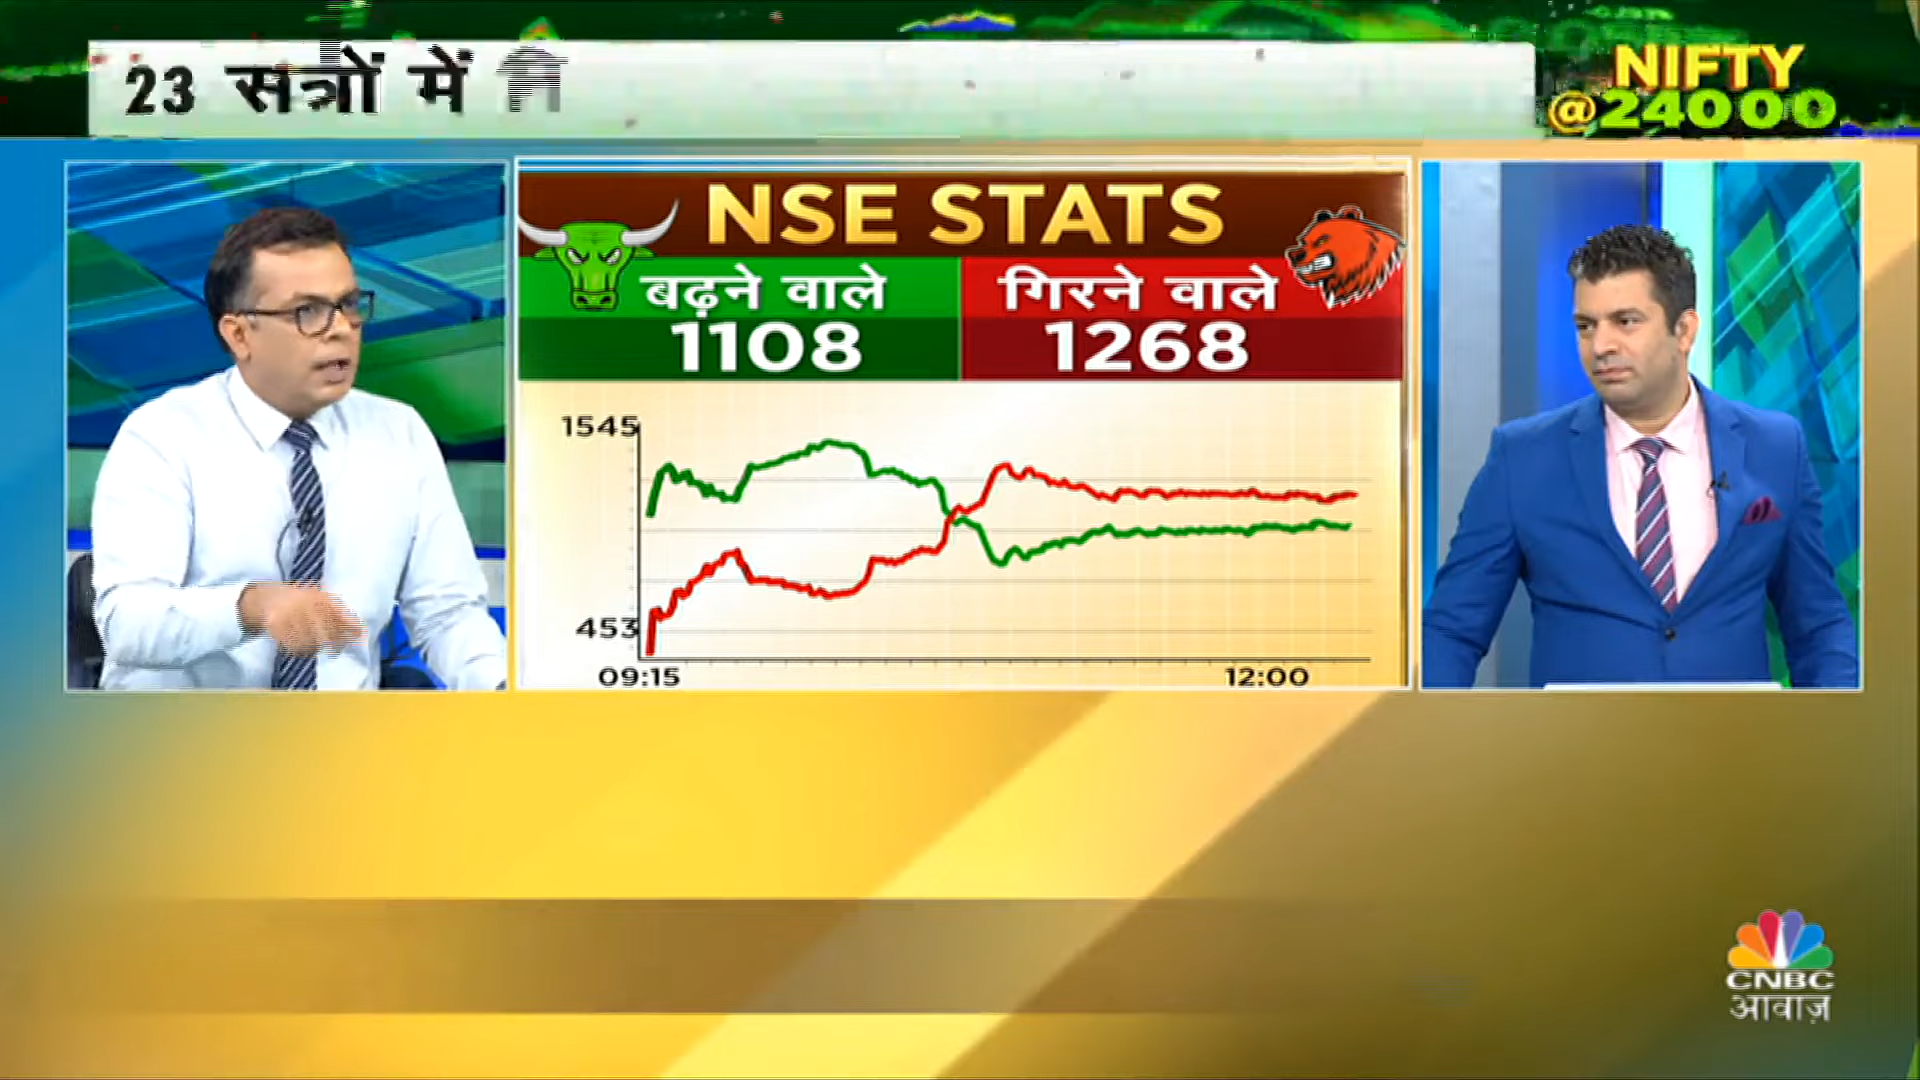 23 सत्रों में
NIFTY
@24000
NSE STATS
बढ़ने वाले
1108
गिरने वाले
1268
1545
453
09:15
12:00
CNBC
आवाज़